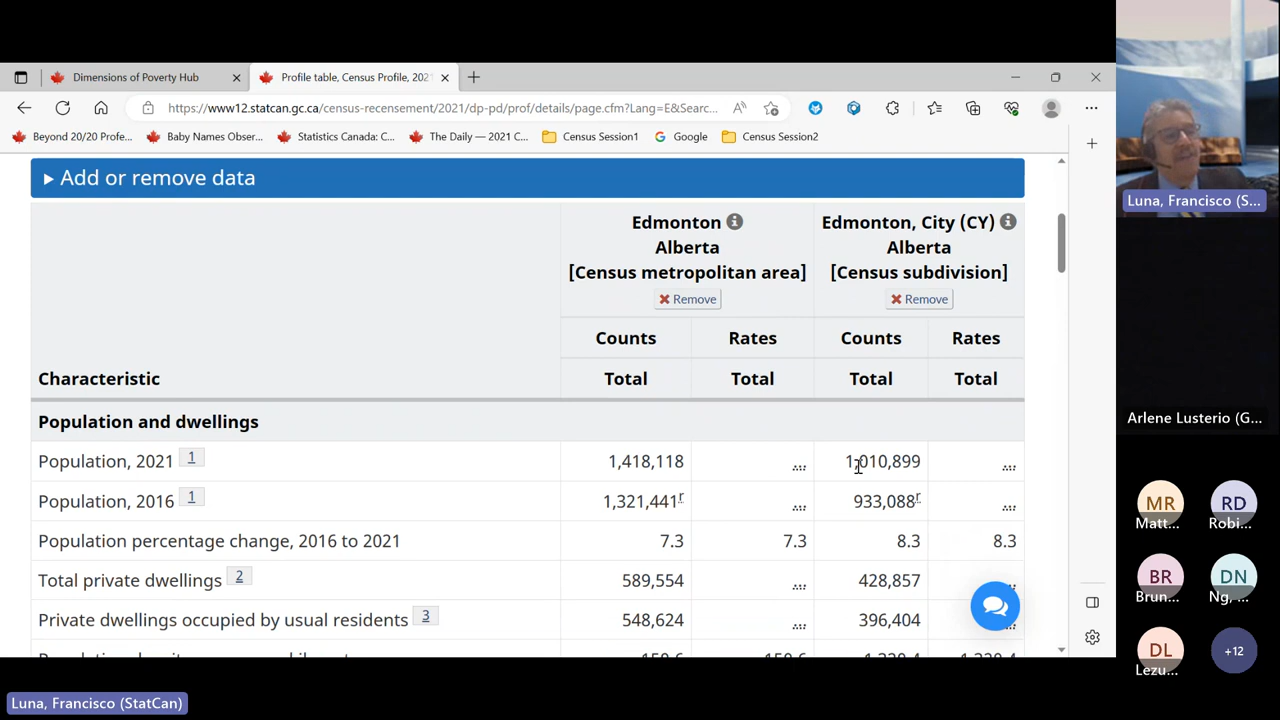 Dimensions of Poverty Hub
Profile table, Census Profile, 202
https://www12.statcan.gc.ca/census-recensement/2021/dp-pd/prof/details/page.cfm?Lang=E&Searc...
Beyond 20/20 Profe... Baby Names Obser... Statistics Canada: C... The Daily — 2021 C... Census Session1 Google Census Session2
▸ Add or remove data
Edmonton
Alberta
[Census metropolitan area]
Remove
Edmonton, City (CY)
Alberta
[Census subdivision]
Remove
Counts Rates Counts Rates
Characteristic Total Total Total Total
Population and dwellings
Population, 2021 1 1,418,118 ... 1,010,899 ...
Population, 2016 1 1,321,441r ... 933,088r ...
Population percentage change, 2016 to 2021 7.3 7.3 8.3 8.3
Total private dwellings 2 589,554 ... 428,857 ...
Private dwellings occupied by usual residents 3 548,624 ... 396,404 ...
Luna, Francisco (S...
Arlene Lusterio (G...
MR RD
Matt... Robi...
BR DN
Brun... Ng, ...
DL +12
Lezu...
Luna, Francisco (StatCan)